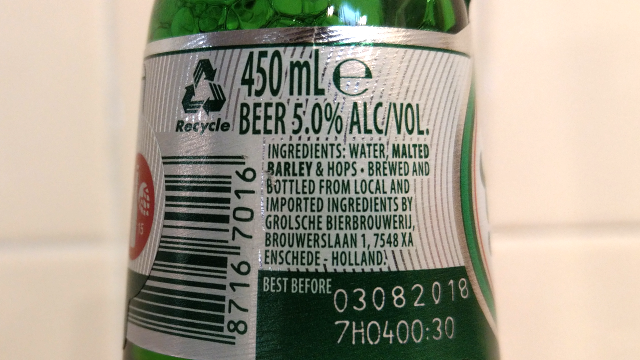 450 mL e
Recycle
BEER 5.0% ALC/VOL.
INGREDIENTS: WATER, MALTED
BARLEY & HOPS • BREWED AND
BOTTLED FROM LOCAL AND
IMPORTED INGREDIENTS BY
GROLSCHE BIERBROUWERIJ,
BROUWERSLAAN 1, 7548 XA
ENSCHEDE - HOLLAND.
8716 7016
BEST BEFORE 03082018
7H0400:30